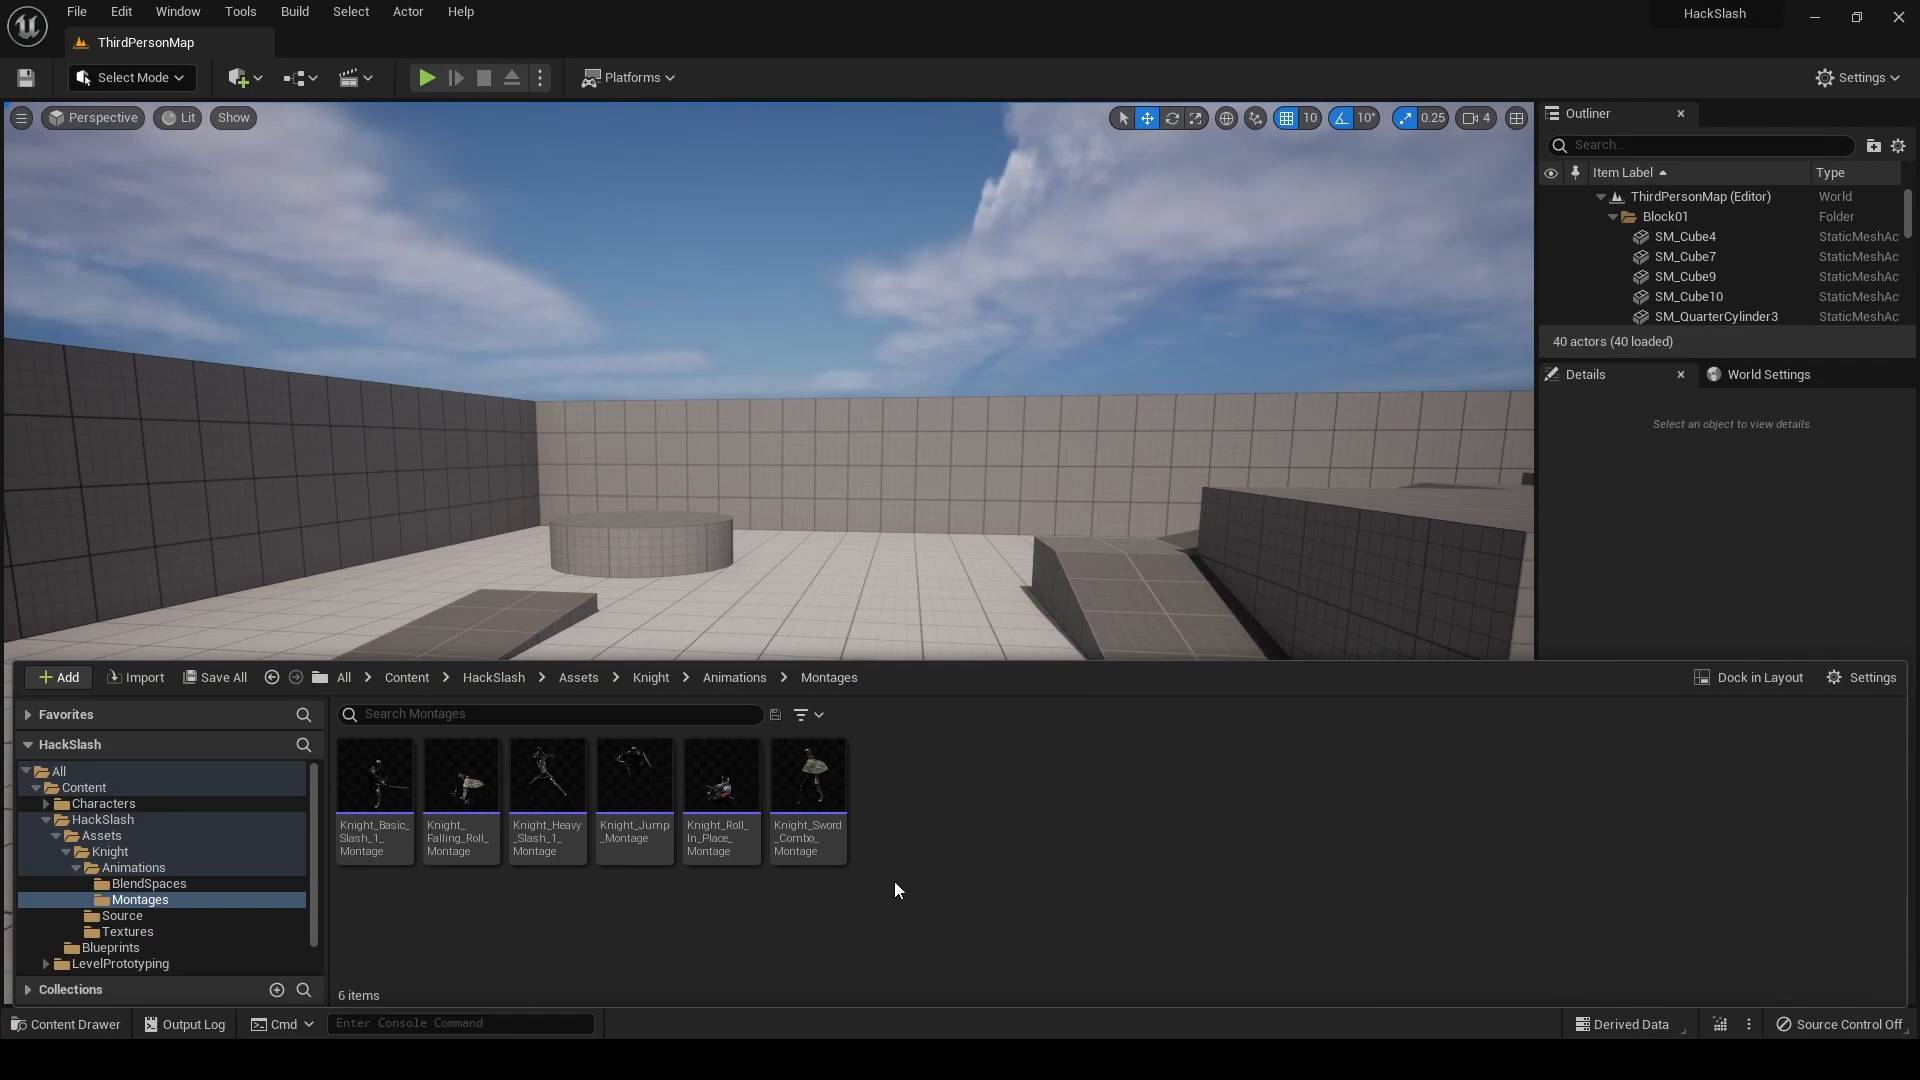 File Edit Window Tools Build Select Actor Help
HackSlash
ThirdPersonMap
Select Mode
Platforms
Settings
Perspective Lit Show
10 10° 0.25 4
Outliner
Search...
Item Label Type
ThirdPersonMap (Editor) World
Block01 Folder
SM_Cube4 StaticMeshAc
SM_Cube7 StaticMeshAc
SM_Cube9 StaticMeshAc
SM_Cube10 StaticMeshAc
SM_QuarterCylinder3 StaticMeshAc
40 actors (40 loaded)
Details World Settings
Select an object to view details.
Add Import Save All All Content HackSlash Assets Knight Animations Montages Dock in Layout Settings
Favorites
HackSlash
All
Content
Characters
HackSlash
Assets
Knight
Animations
BlendSpaces
Montages
Source
Textures
Blueprints
LevelPrototyping
Collections
Search Montages
Knight_Basic_
Slash_1_
Montage
Knight_
Falling_Roll_
Montage
Knight_Heavy
_Slash_1_
Montage
Knight_Jump
_Montage
Knight_Roll_
In_Place_
Montage
Knight_Sword
_Combo_
Montage
6 items
Content Drawer Output Log Cmd Enter Console Command Derived Data Source Control Off